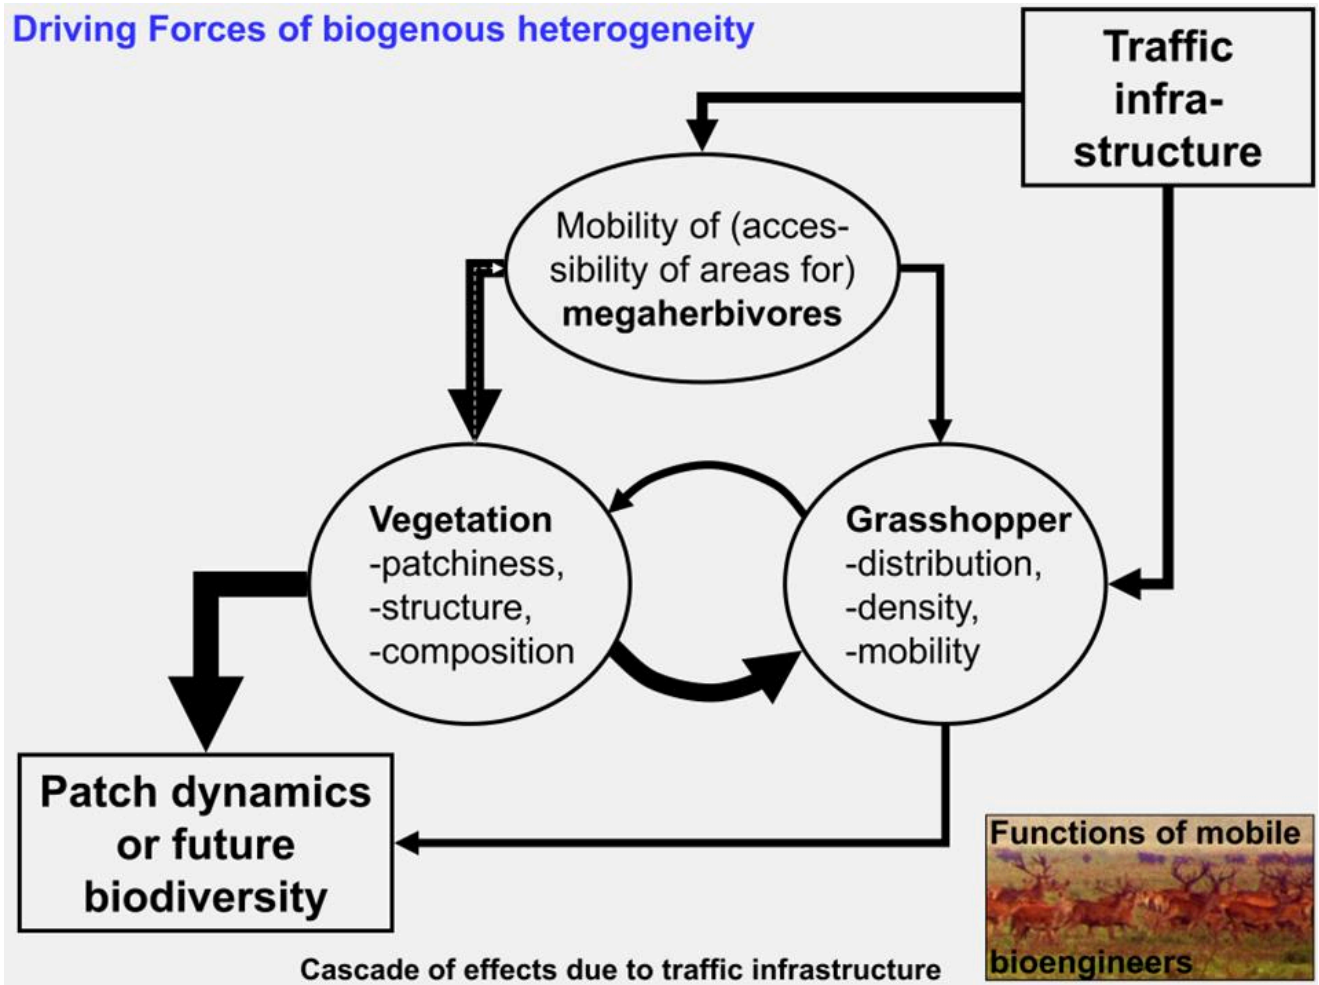 Driving Forces of biogenous heterogeneity
Traffic
infra-
structure
Mobility of (acces-
sibility of areas for)
megaherbivores
Vegetation
-patchiness,
-structure,
-composition
Grasshopper
-distribution,
-density,
-mobility
Patch dynamics
or future
biodiversity
Functions of mobile
bioengineers
Cascade of effects due to traffic infrastructure